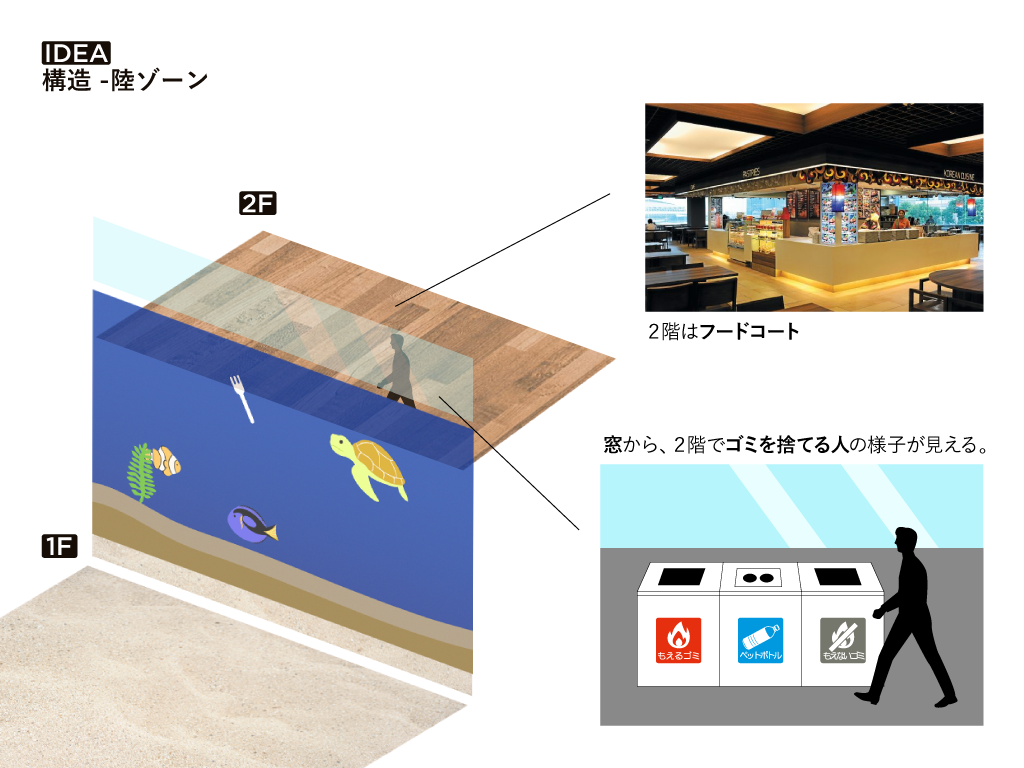 IDEA
構造 -陸ゾーン
2F
PASTRIES
KOREAN CUISINE
2階はフードコート
窓から、2階でゴミを捨てる人の様子が見える。
1F
もえるゴミ
ペットボトル
もえないゴミ